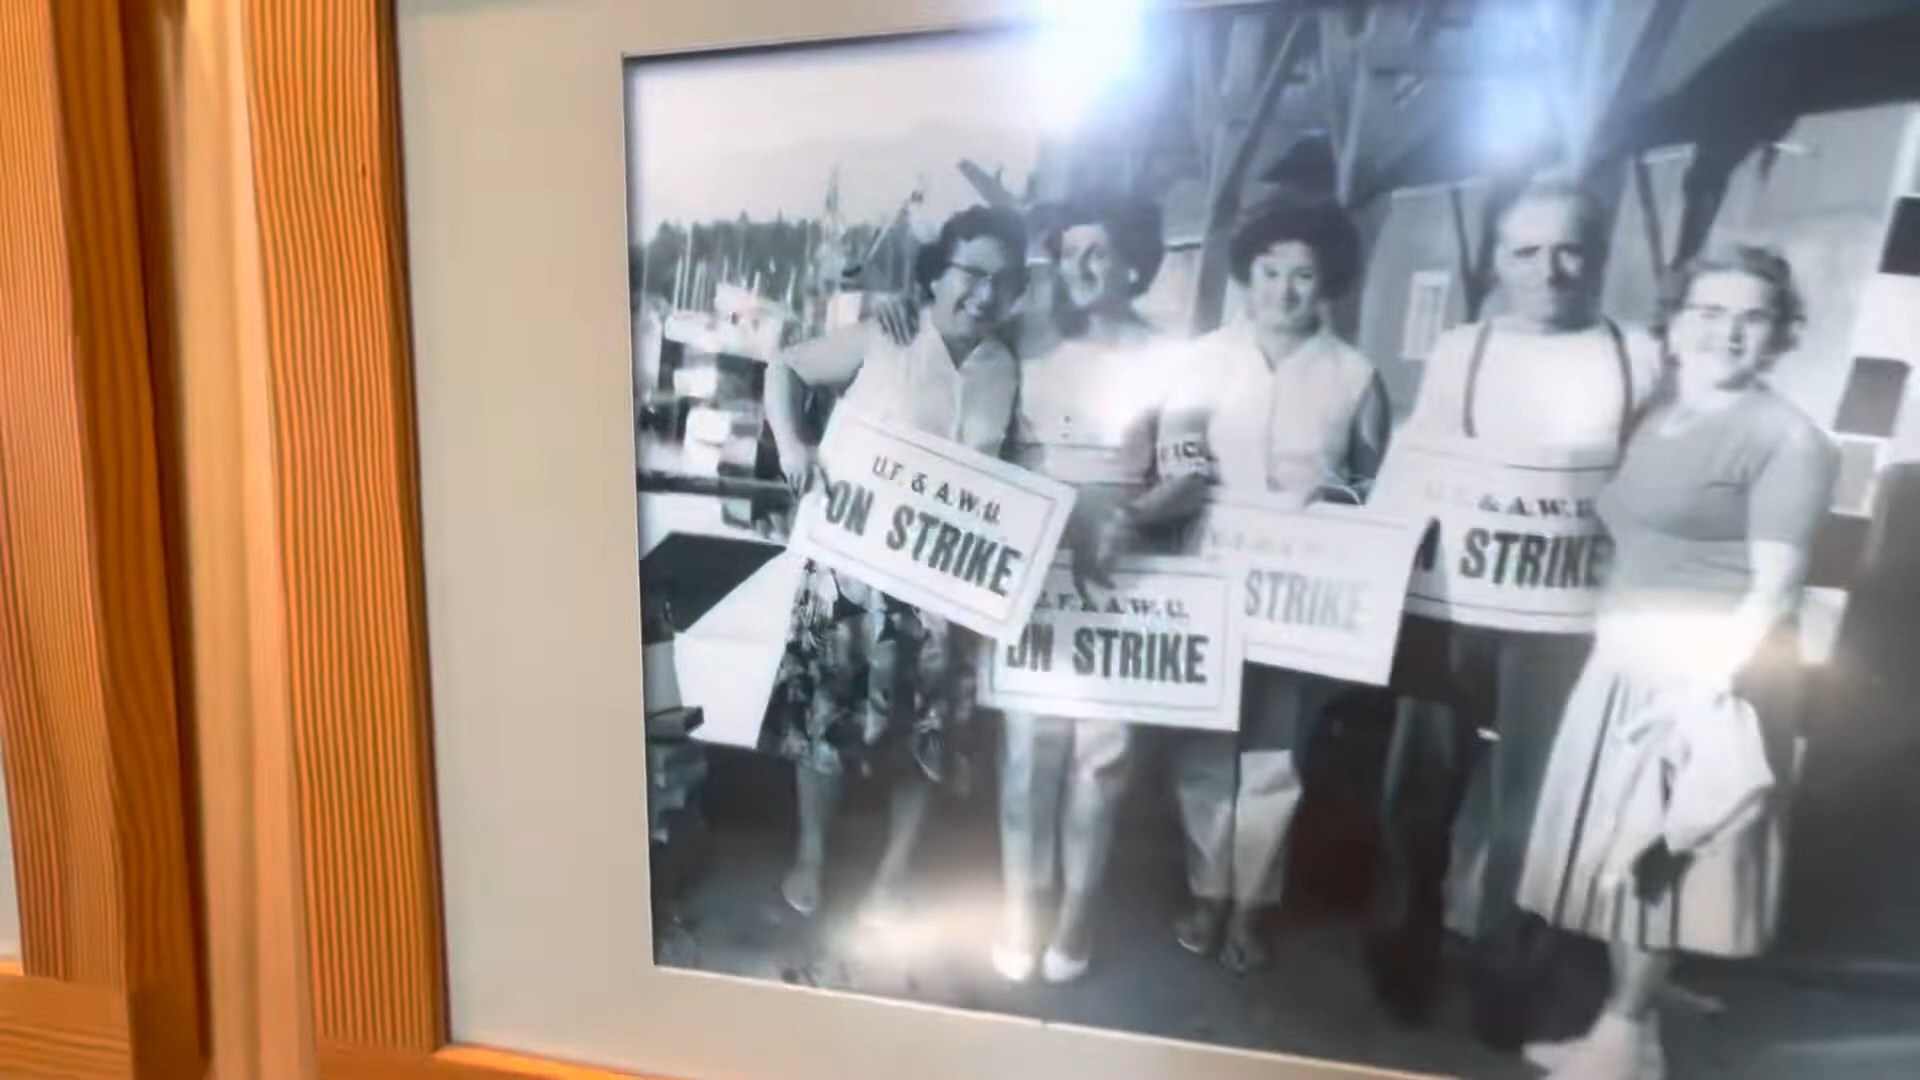 U.F. & A.W.U.
ON STRIKE
F. & A.W.U.
ON STRIKE
STRIKE
& A.W.U.
STRIKE